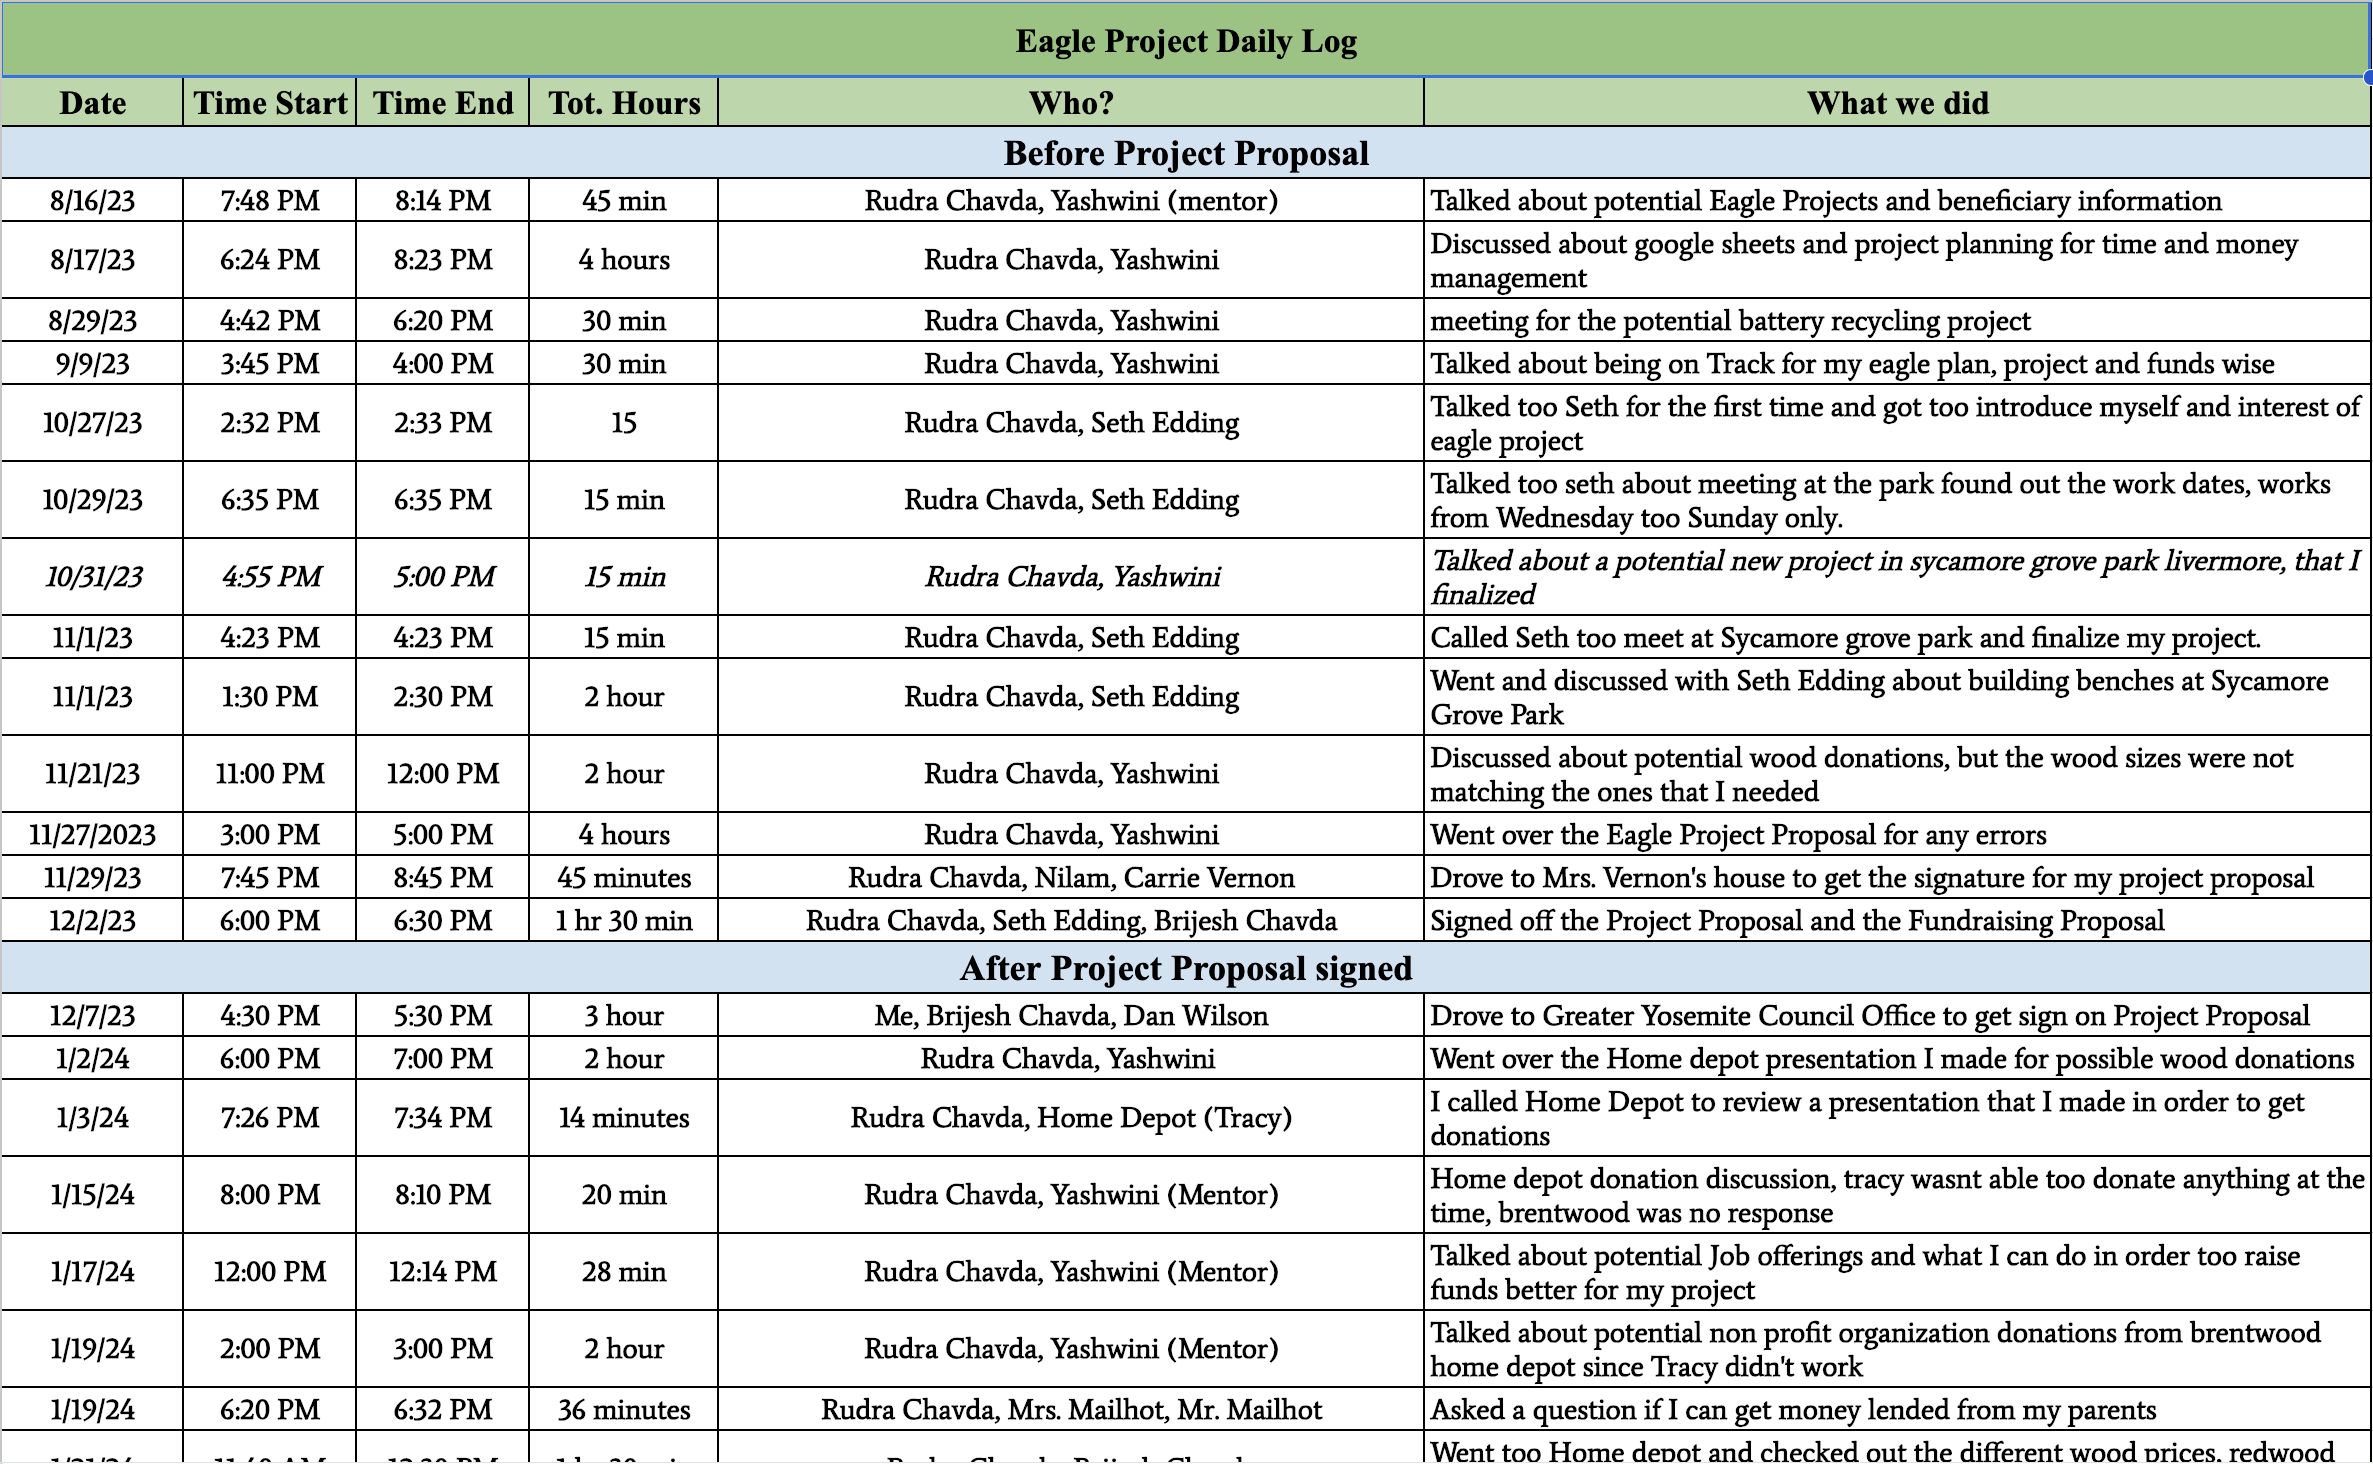 Eagle Project Daily Log
Date Time Start Time End Tot. Hours Who? What we did
Before Project Proposal
8/16/23 7:48 PM 8:14 PM 45 min Rudra Chavda, Yashwini (mentor) Talked about potential Eagle Projects and beneficiary information
8/17/23 6:24 PM 8:23 PM 4 hours Rudra Chavda, Yashwini Discussed about google sheets and project planning for time and money
management
8/29/23 4:42 PM 6:20 PM 30 min Rudra Chavda, Yashwini meeting for the potential battery recycling project
9/9/23 3:45 PM 4:00 PM 30 min Rudra Chavda, Yashwini Talked about being on Track for my eagle plan, project and funds wise
10/27/23 2:32 PM 2:33 PM 15 Rudra Chavda, Seth Edding Talked too Seth for the first time and got too introduce myself and interest of
eagle project
10/29/23 6:35 PM 6:35 PM 15 min Rudra Chavda, Seth Edding Talked too seth about meeting at the park found out the work dates, works
from Wednesday too Sunday only.
10/31/23 4:55 PM 5:00 PM 15 min Rudra Chavda, Yashwini Talked about a potential new project in sycamore grove park livermore, that I
finalized
11/1/23 4:23 PM 4:23 PM 15 min Rudra Chavda, Seth Edding Called Seth too meet at Sycamore grove park and finalize my project.
11/1/23 1:30 PM 2:30 PM 2 hour Rudra Chavda, Seth Edding Went and discussed with Seth Edding about building benches at Sycamore
Grove Park
11/21/23 11:00 PM 12:00 PM 2 hour Rudra Chavda, Yashwini Discussed about potential wood donations, but the wood sizes were not
matching the ones that I needed
11/27/2023 3:00 PM 5:00 PM 4 hours Rudra Chavda, Yashwini Went over the Eagle Project Proposal for any errors
11/29/23 7:45 PM 8:45 PM 45 minutes Rudra Chavda, Nilam, Carrie Vernon Drove to Mrs. Vernon's house to get the signature for my project proposal
12/2/23 6:00 PM 6:30 PM 1 hr 30 min Rudra Chavda, Seth Edding, Brijesh Chavda Signed off the Project Proposal and the Fundraising Proposal
After Project Proposal signed
12/7/23 4:30 PM 5:30 PM 3 hour Me, Brijesh Chavda, Dan Wilson Drove to Greater Yosemite Council Office to get sign on Project Proposal
1/2/24 6:00 PM 7:00 PM 2 hour Rudra Chavda, Yashwini Went over the Home depot presentation I made for possible wood donations
1/3/24 7:26 PM 7:34 PM 14 minutes Rudra Chavda, Home Depot (Tracy) I called Home Depot to review a presentation that I made in order to get
donations
1/15/24 8:00 PM 8:10 PM 20 min Rudra Chavda, Yashwini (Mentor) Home depot donation discussion, tracy wasnt able too donate anything at the
time, brentwood was no response
1/17/24 12:00 PM 12:14 PM 28 min Rudra Chavda, Yashwini (Mentor) Talked about potential Job offerings and what I can do in order too raise
funds better for my project
1/19/24 2:00 PM 3:00 PM 2 hour Rudra Chavda, Yashwini (Mentor) Talked about potential non profit organization donations from brentwood
home depot since Tracy didn't work
1/19/24 6:20 PM 6:32 PM 36 minutes Rudra Chavda, Mrs. Mailhot, Mr. Mailhot Asked a question if I can get money lended from my parents
Went too Home depot and checked out the different wood prices, redwood